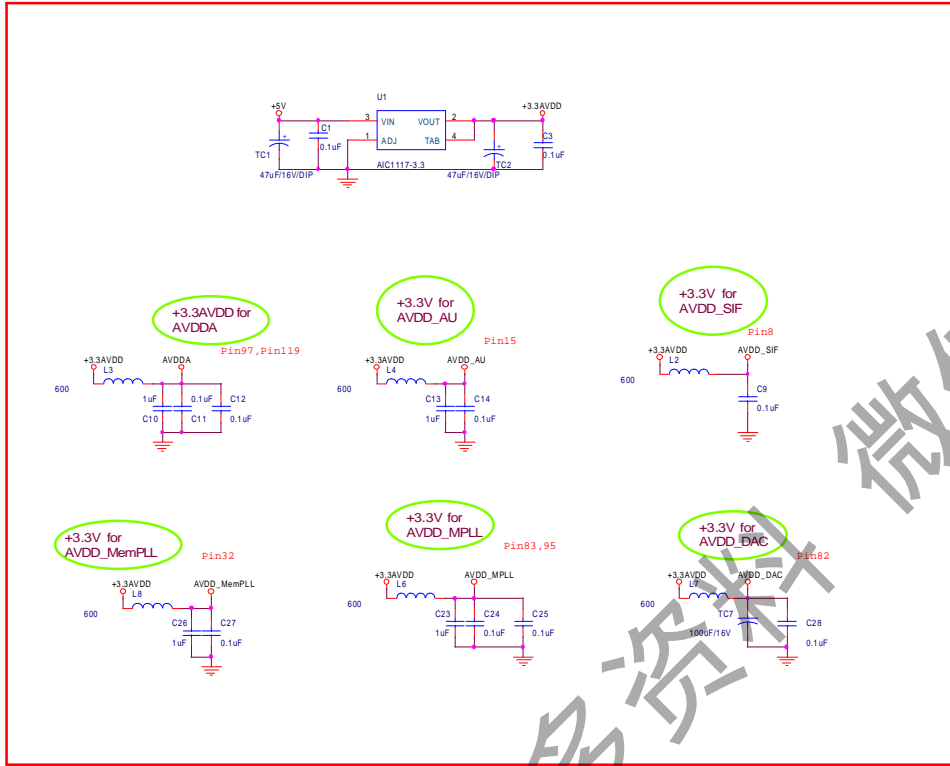 U1
+5V
+3.3AVDD
3
VIN
VOUT
2
C1
0.1uF
1
ADJ
TAB
4
C3
0.1uF
TC1
TC2
47uF/16V/DIP
AIC1117-3.3
47uF/16V/DIP
+3.3AVDD for
AVDDA
Pin97,Pin119
+3.3AVDD
AVDDA
L3
600
1uF
0.1uF
C12
C10
C11
0.1uF
+3.3V for
AVDD_AU
Pin15
+3.3AVDD
AVDD_AU
L4
600
C13
C14
1uF
0.1uF
+3.3V for
AVDD_SIF
Pin8
+3.3AVDD
AVDD_SIF
L2
600
C9
0.1uF
+3.3V for
AVDD_MemPLL
Pin32
+3.3AVDD
AVDD_MemPLL
L8
600
C26
C27
1uF
0.1uF
+3.3V for
AVDD_MPLL
Pin83,95
+3.3AVDD
AVDD_MPLL
L6
600
C23
C24
C25
1uF
0.1uF
0.1uF
+3.3V for
AVDD_DAC
Pin82
+3.3AVDD
AVDD_DAC
L7
600
TC7
100uF/16V
C28
0.1uF
多资料 微